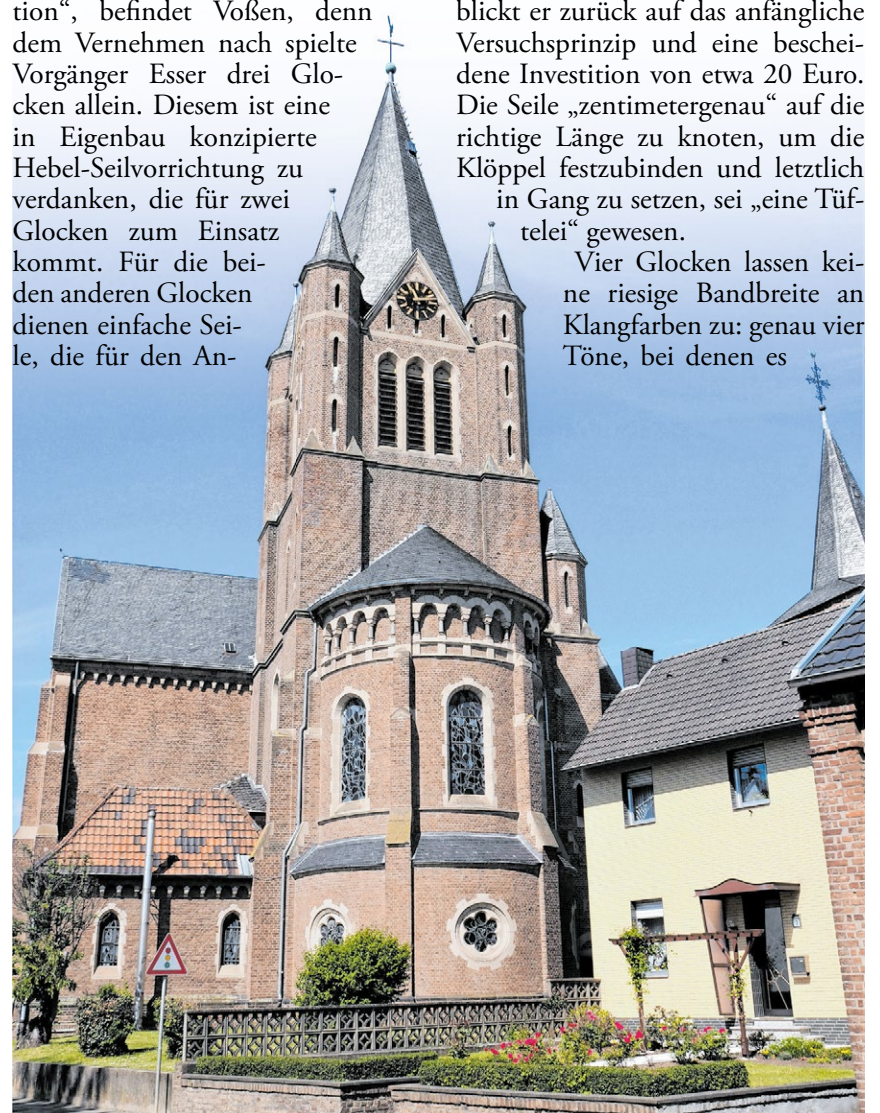 tion“, befindet Voßen, denn
dem Vernehmen nach spielte
Vorgänger Esser drei Glo-
cken allein. Diesem ist eine
in Eigenbau konzipierte
Hebel-Seilvorrichtung zu
verdanken, die für zwei
Glocken zum Einsatz
kommt. Für die bei-
den anderen Glocken
dienen einfache Sei-
le, die für den An-
blickt er zurück auf das anfängliche
Versuchsprinzip und eine beschei-
dene Investition von etwa 20 Euro.
Die Seile „zentimetergenau“ auf die
richtige Länge zu knoten, um die
Klöppel festzubinden und letztlich
in Gang zu setzen, sei „eine Tüf-
telei“ gewesen.
Vier Glocken lassen kei-
ne riesige Bandbreite an
Klangfarben zu: genau vier
Töne, bei denen es